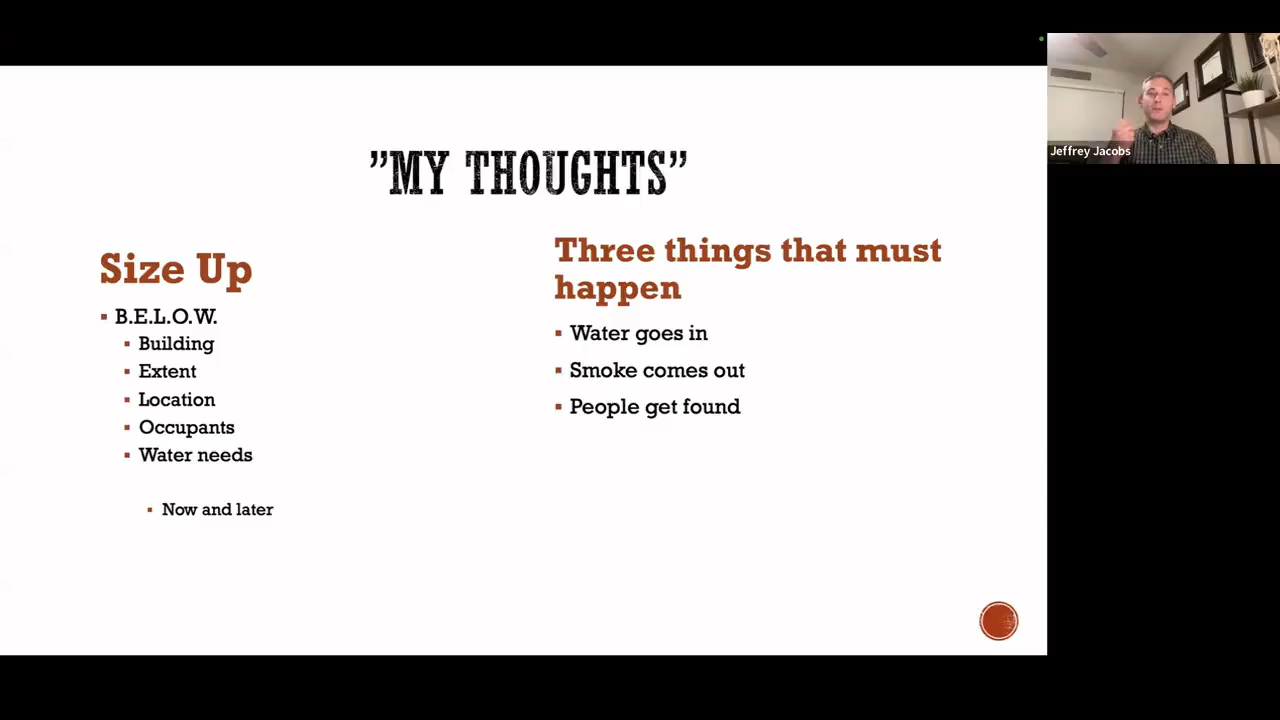 ”MY THOUGHTS”
Size Up
▪ B.E.L.O.W.
▪ Building
▪ Extent
▪ Location
▪ Occupants
▪ Water needs
▪ Now and later
Three things that must
happen
▪ Water goes in
▪ Smoke comes out
▪ People get found
Jeffrey Jacobs